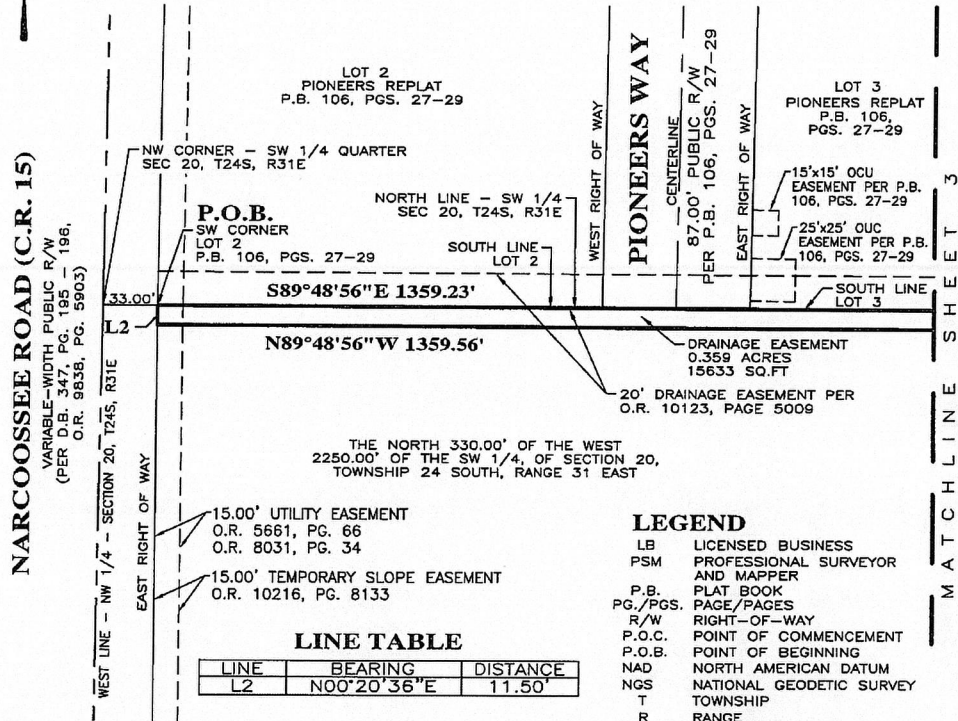 LOT 2
PIONEERS REPLAT
P.B. 106, PGS. 27-29
NW CORNER - SW 1/4 QUARTER
SEC 20, T24S, R31E
P.O.B.
SW CORNER
LOT 2
P.B. 106, PGS. 27-29
NORTH LINE - SW 1/4
SEC 20, T24S, R31E
SOUTH LINE
LOT 2
WEST RIGHT OF WAY
PIONEERS WAY
CENTERLINE
87.00' PUBLIC R/W
PER P.B. 106, PGS. 27-29
EAST RIGHT OF WAY
LOT 3
PIONEERS REPLAT
P.B. 106,
PGS. 27-29
15'x15' OCU
EASEMENT PER P.B.
106, PGS. 27-29
25'x25' OUC
EASEMENT PER P.B.
106, PGS. 27-29
SOUTH LINE
LOT 3
MATCHLINE SHEET 3
NARCOOSSEE ROAD (C.R. 15)
VARIABLE-WIDTH PUBLIC R/W
(PER D.B. 347, PG. 195 - 196,
O.R. 9838, PG. 5903)
33.00'
L2
S89°48'56"E 1359.23'
N89°48'56"W 1359.56'
DRAINAGE EASEMENT
0.359 ACRES
15633 SQ.FT
20' DRAINAGE EASEMENT PER
O.R. 10123, PAGE 5009
THE NORTH 330.00' OF THE WEST
2250.00' OF THE SW 1/4, OF SECTION 20,
TOWNSHIP 24 SOUTH, RANGE 31 EAST
WEST LINE - NW 1/4 - SECTION 20, T24S, R31E
EAST RIGHT OF WAY
15.00' UTILITY EASEMENT
O.R. 5661, PG. 66
O.R. 8031, PG. 34
15.00' TEMPORARY SLOPE EASEMENT
O.R. 10216, PG. 8133
LINE TABLE
LINE BEARING DISTANCE
L2 N00°20'36"E 11.50'
LEGEND
LB LICENSED BUSINESS
PSM PROFESSIONAL SURVEYOR
AND MAPPER
P.B. PLAT BOOK
PG./PGS. PAGE/PAGES
R/W RIGHT-OF-WAY
P.O.C. POINT OF COMMENCEMENT
P.O.B. POINT OF BEGINNING
NAD NORTH AMERICAN DATUM
NGS NATIONAL GEODETIC SURVEY
T TOWNSHIP
R RANGE